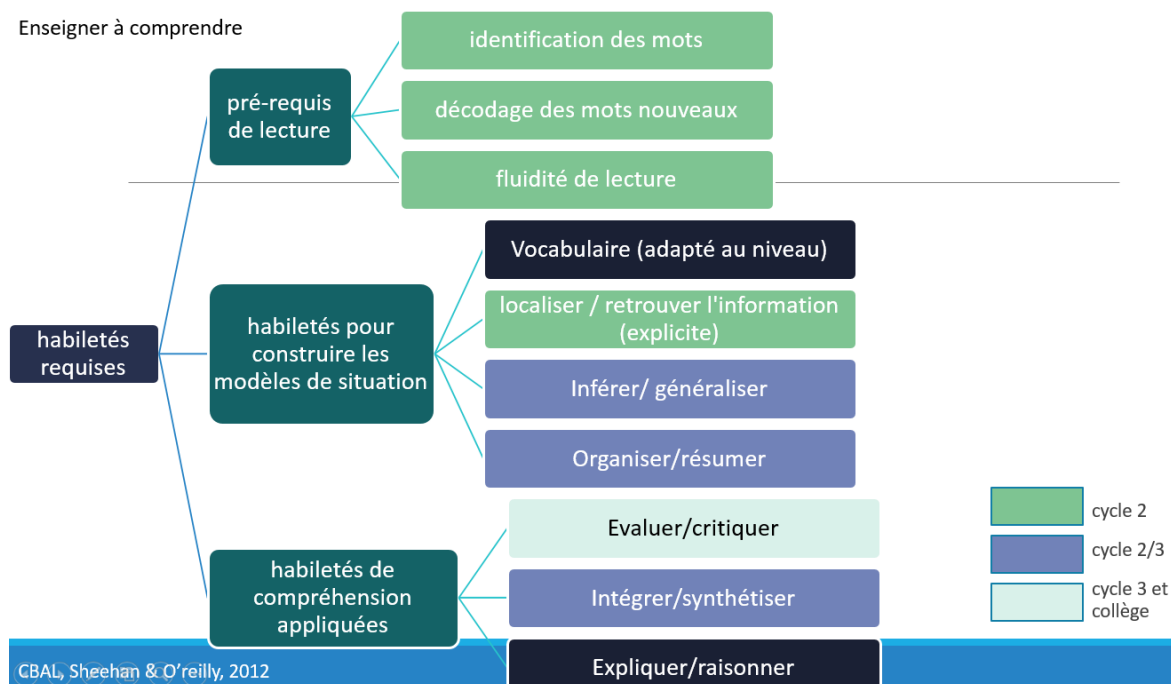 Enseigner à comprendre
identification des mots
pré-requis
de lecture
décodage des mots nouveaux
fluidité de lecture
Vocabulaire (adapté au niveau)
localiser / retrouver l'information
(explicite)
habiletés
requises
habiletés pour
construire les
modèles de situation
Inférer/ généraliser
Organiser/résumer
Evaluer/critiquer
habiletés de
compréhension
appliquées
Intégrer/synthétiser
Expliquer/raisonner
cycle 2
cycle 2/3
cycle 3 et
collège
CBAL, Sheehan & O'reilly, 2012